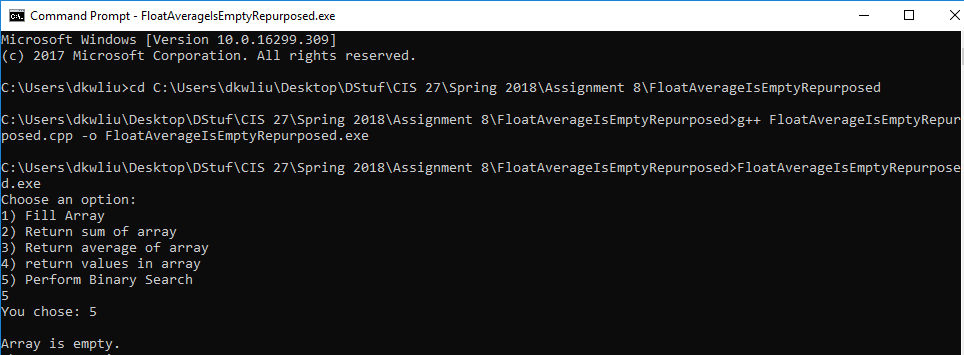 Command Prompt - FloatAverageIsEmptyRepurposed.exe
Microsoft Windows [Version 10.0.16299.309]
(c) 2017 Microsoft Corporation. All rights reserved.
C:\Users\dkwliu>cd C:\Users\dkwliu\Desktop\DStuf\CIS 27\Spring 2018\Assignment 8\FloatAverageIsEmptyRepurposed
C:\Users\dkwliu\Desktop\DStuf\CIS 27\Spring 2018\Assignment 8\FloatAverageIsEmptyRepurposed>g++ FloatAverageIsEmptyRepur
posed.cpp -o FloatAverageIsEmptyRepurposed.exe
C:\Users\dkwliu\Desktop\DStuf\CIS 27\Spring 2018\Assignment 8\FloatAverageIsEmptyRepurposed>FloatAverageIsEmptyRepurpose
d.exe
Choose an option:
1) Fill Array
2) Return sum of array
3) Return average of array
4) return values in array
5) Perform Binary Search
5
You chose: 5
Array is empty.